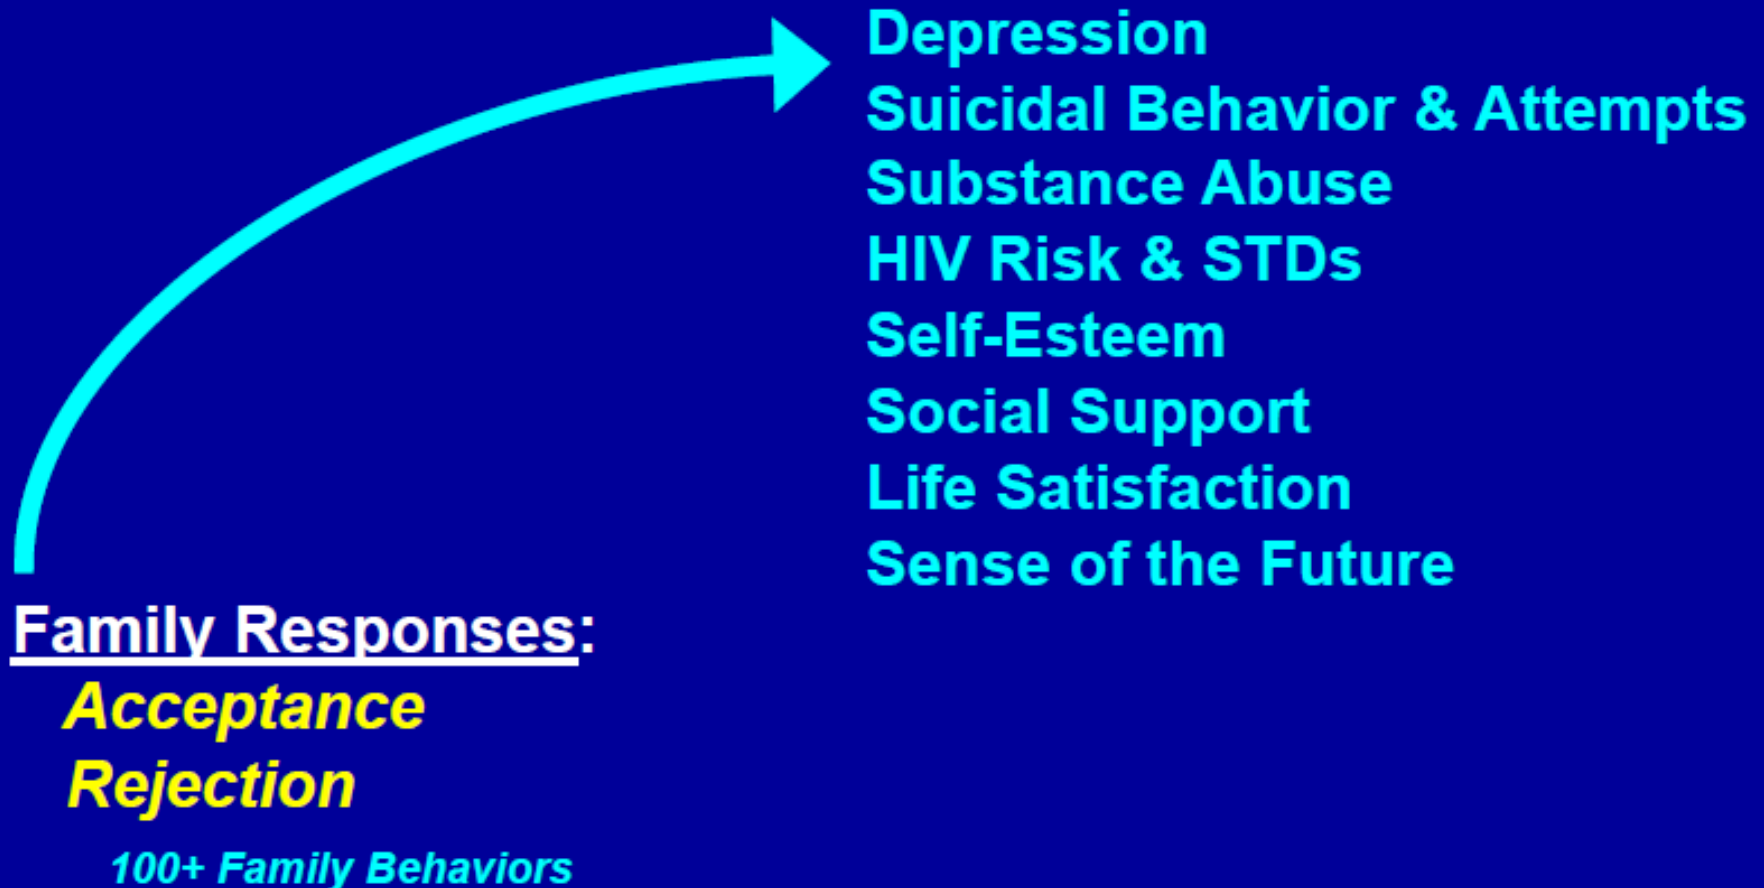 Depression
Suicidal Behavior & Attempts
Substance Abuse
HIV Risk & STDs
Self-Esteem
Social Support
Life Satisfaction
Sense of the Future
Family Responses:
Acceptance
Rejection
100+ Family Behaviors